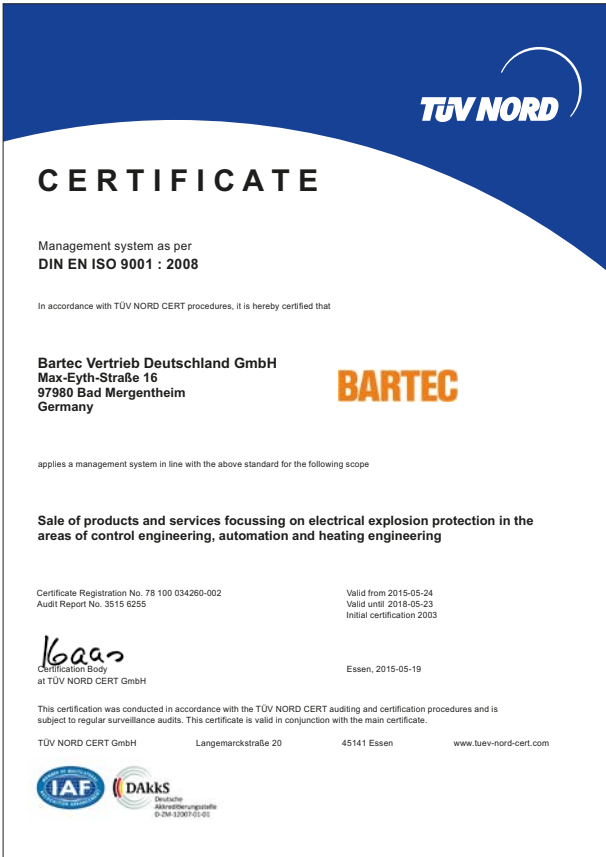 TÜV NORD
CERTIFICATE
Management system as per
DIN EN ISO 9001 : 2008
In accordance with TÜV NORD CERT procedures, it is hereby certified that
Bartec Vertrieb Deutschland GmbH
Max-Eyth-Straße 16
97980 Bad Mergentheim
Germany
BARTEC
applies a management system in line with the above standard for the following scope
Sale of products and services focussing on electrical explosion protection in the
areas of control engineering, automation and heating engineering
Certificate Registration No. 78 100 034260-002
Audit Report No. 3515 6255
Valid from 2015-05-24
Valid until 2018-05-23
Initial certification 2003
Certification Body
at TÜV NORD CERT GmbH
Essen, 2015-05-19
This certification was conducted in accordance with the TÜV NORD CERT auditing and certification procedures and is
subject to regular surveillance audits. This certificate is valid in conjunction with the main certificate.
TÜV NORD CERT GmbH Langemarckstraße 20 45141 Essen www.tuev-nord-cert.com
IAF
DAkkS
Deutsche
Akkreditierungsstelle
D-ZM-12007-01-01